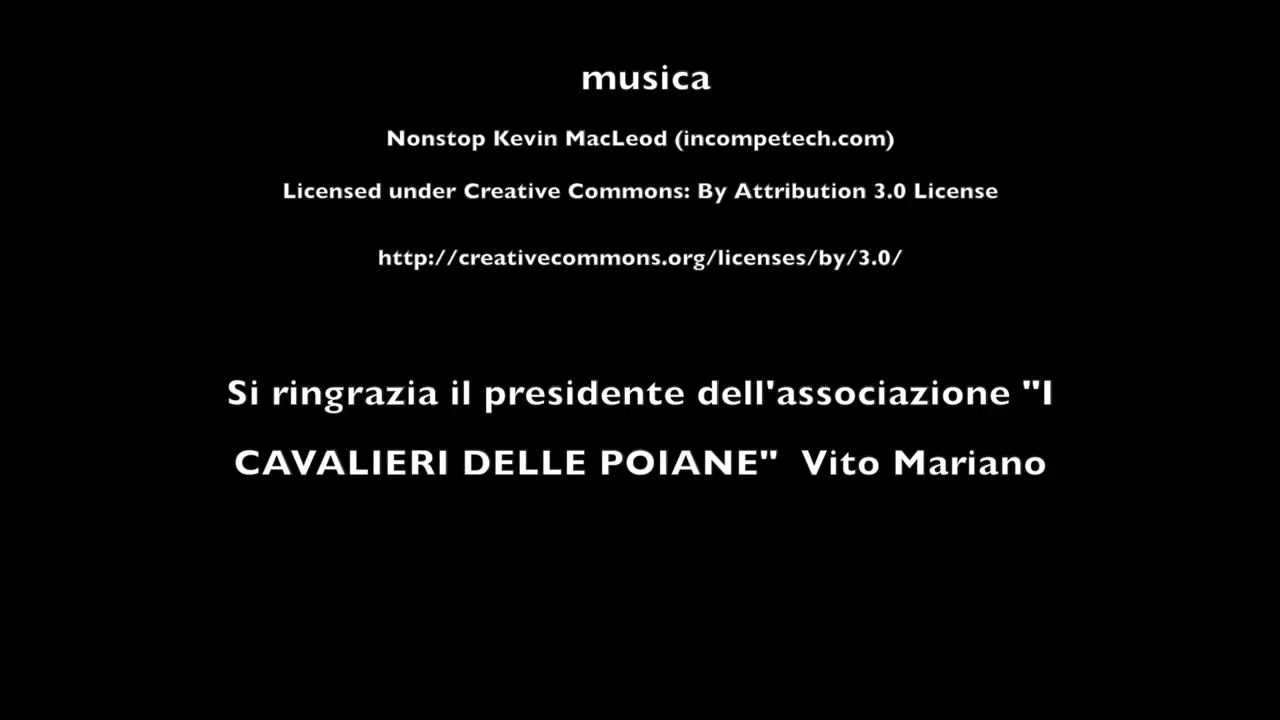 musica
Nonstop Kevin MacLeod (incompetech.com)
Licensed under Creative Commons: By Attribution 3.0 License
http://creativecommons.org/licenses/by/3.0/
Si ringrazia il presidente dell'associazione "I
CAVALIERI DELLE POIANE"  Vito Mariano